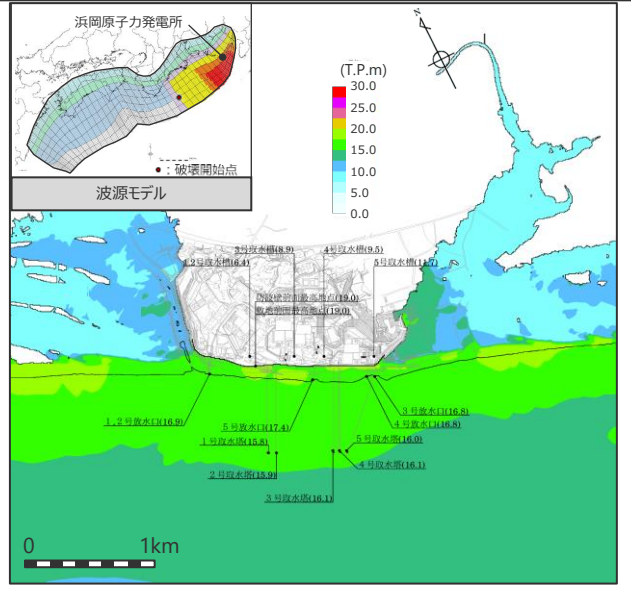 浜岡原子力発電所
●：破壊開始点
波源モデル
N
(T.P.m)
30.0
25.0
20.0
15.0
10.0
5.0
0.0
3号取水槽(8.9)
4号取水槽(9.5)
1,2号取水槽(6.4)
5号取水槽(11.7)
防波壁前面最高地点(19.0)
敷地前面最高地点(19.0)
1,2号放水口(16.9)
5号放水口(17.4)
3号放水口(16.8)
4号放水口(16.8)
1号取水塔(15.8)
5号取水塔(16.0)
2号取水塔(15.9)
4号取水塔(16.1)
3号取水塔(16.1)
0 1km